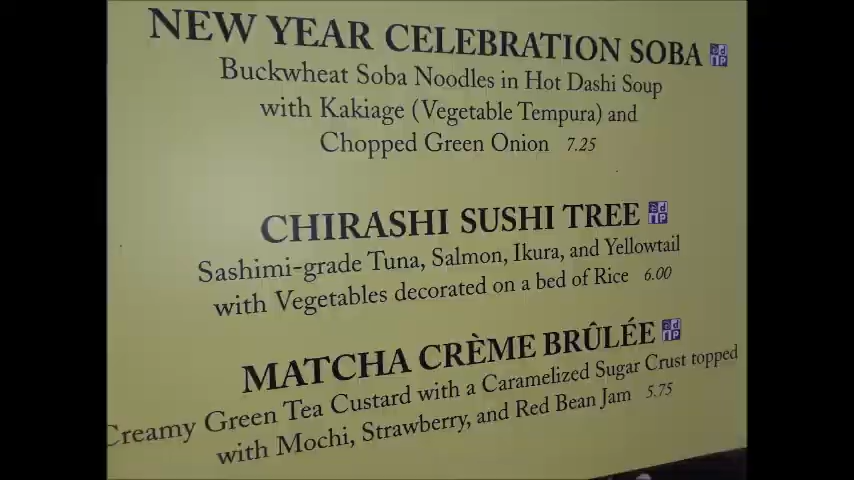 NEW YEAR CELEBRATION SOBA
Buckwheat Soba Noodles in Hot Dashi Soup
with Kakiage (Vegetable Tempura) and
Chopped Green Onion 7.25
CHIRASHI SUSHI TREE
Sashimi-grade Tuna, Salmon, Ikura, and Yellowtail
with Vegetables decorated on a bed of Rice 6.00
MATCHA CRÈME BRÛLÉE
Creamy Green Tea Custard with a Caramelized Sugar Crust topped
with Mochi, Strawberry, and Red Bean Jam 5.75